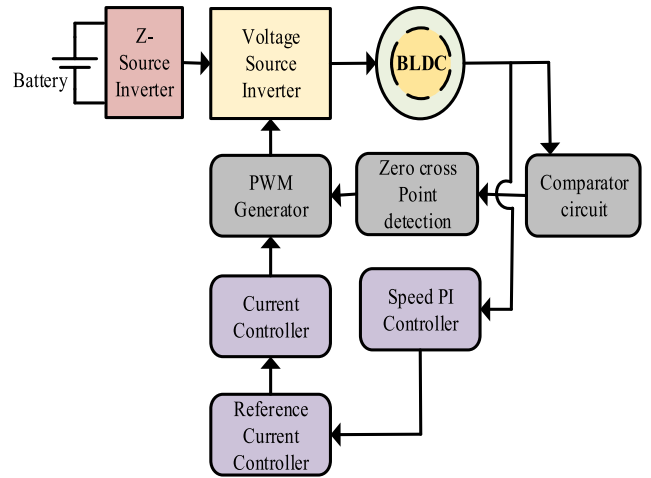 Battery
Z-
Source
Inverter
Voltage
Source
Inverter
BLDC
PWM
Generator
Zero cross
Point
detection
Comparator
circuit
Current
Controller
Speed PI
Controller
Reference
Current
Controller